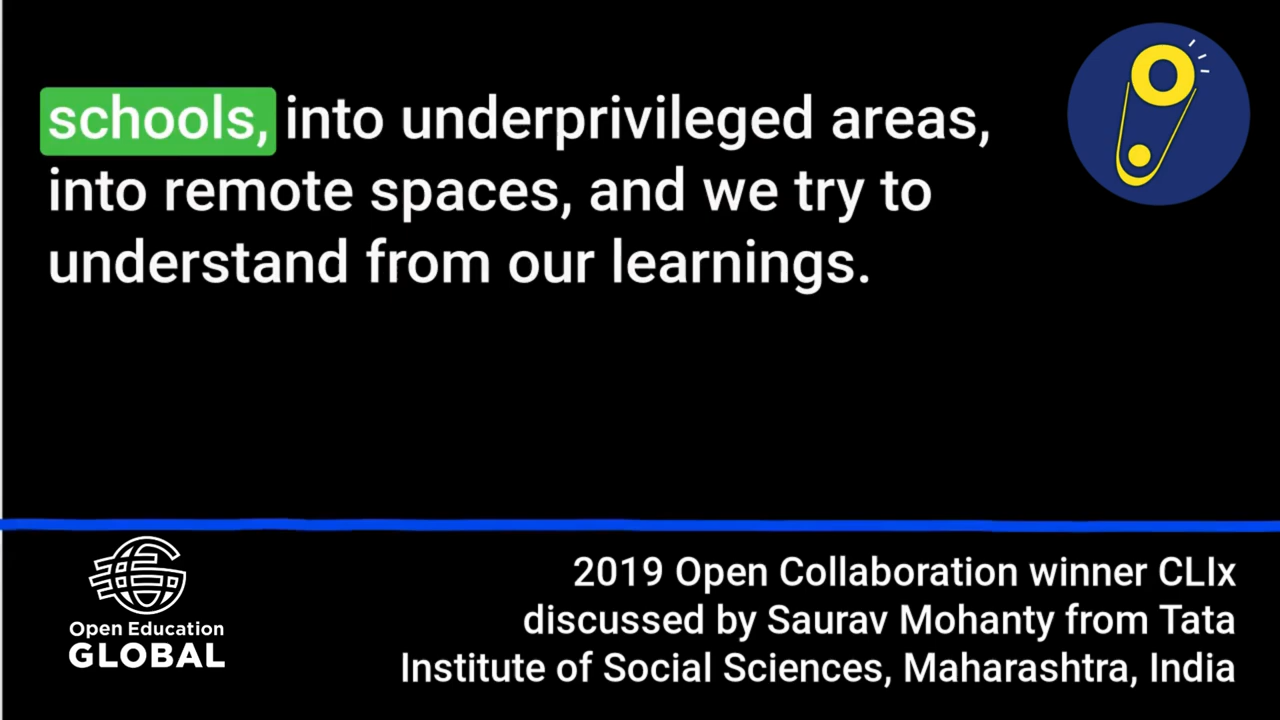 schools, into underprivileged areas,
into remote spaces, and we try to
understand from our learnings.
Open Education
GLOBAL
2019 Open Collaboration winner CLIx
discussed by Saurav Mohanty from Tata
Institute of Social Sciences, Maharashtra, India